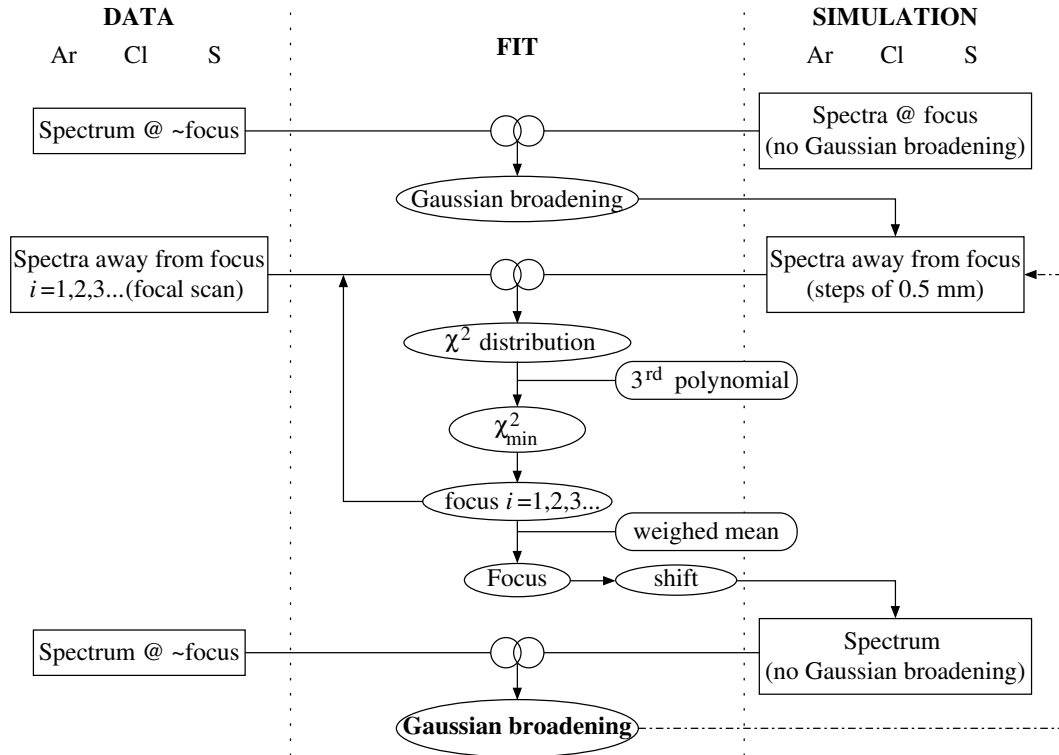 DATA
FIT
SIMULATION
Ar Cl S
Ar Cl S
Spectrum @ ~focus
Spectra @ focus
(no Gaussian broadening)
Gaussian broadening
Spectra away from focus
i=1,2,3...(focal scan)
Spectra away from focus
(steps of 0.5 mm)
χ² distribution
3rd polynomial
χ²min
focus i=1,2,3...
weighed mean
Focus
shift
Spectrum @ ~focus
Spectrum
(no Gaussian broadening)
Gaussian broadening